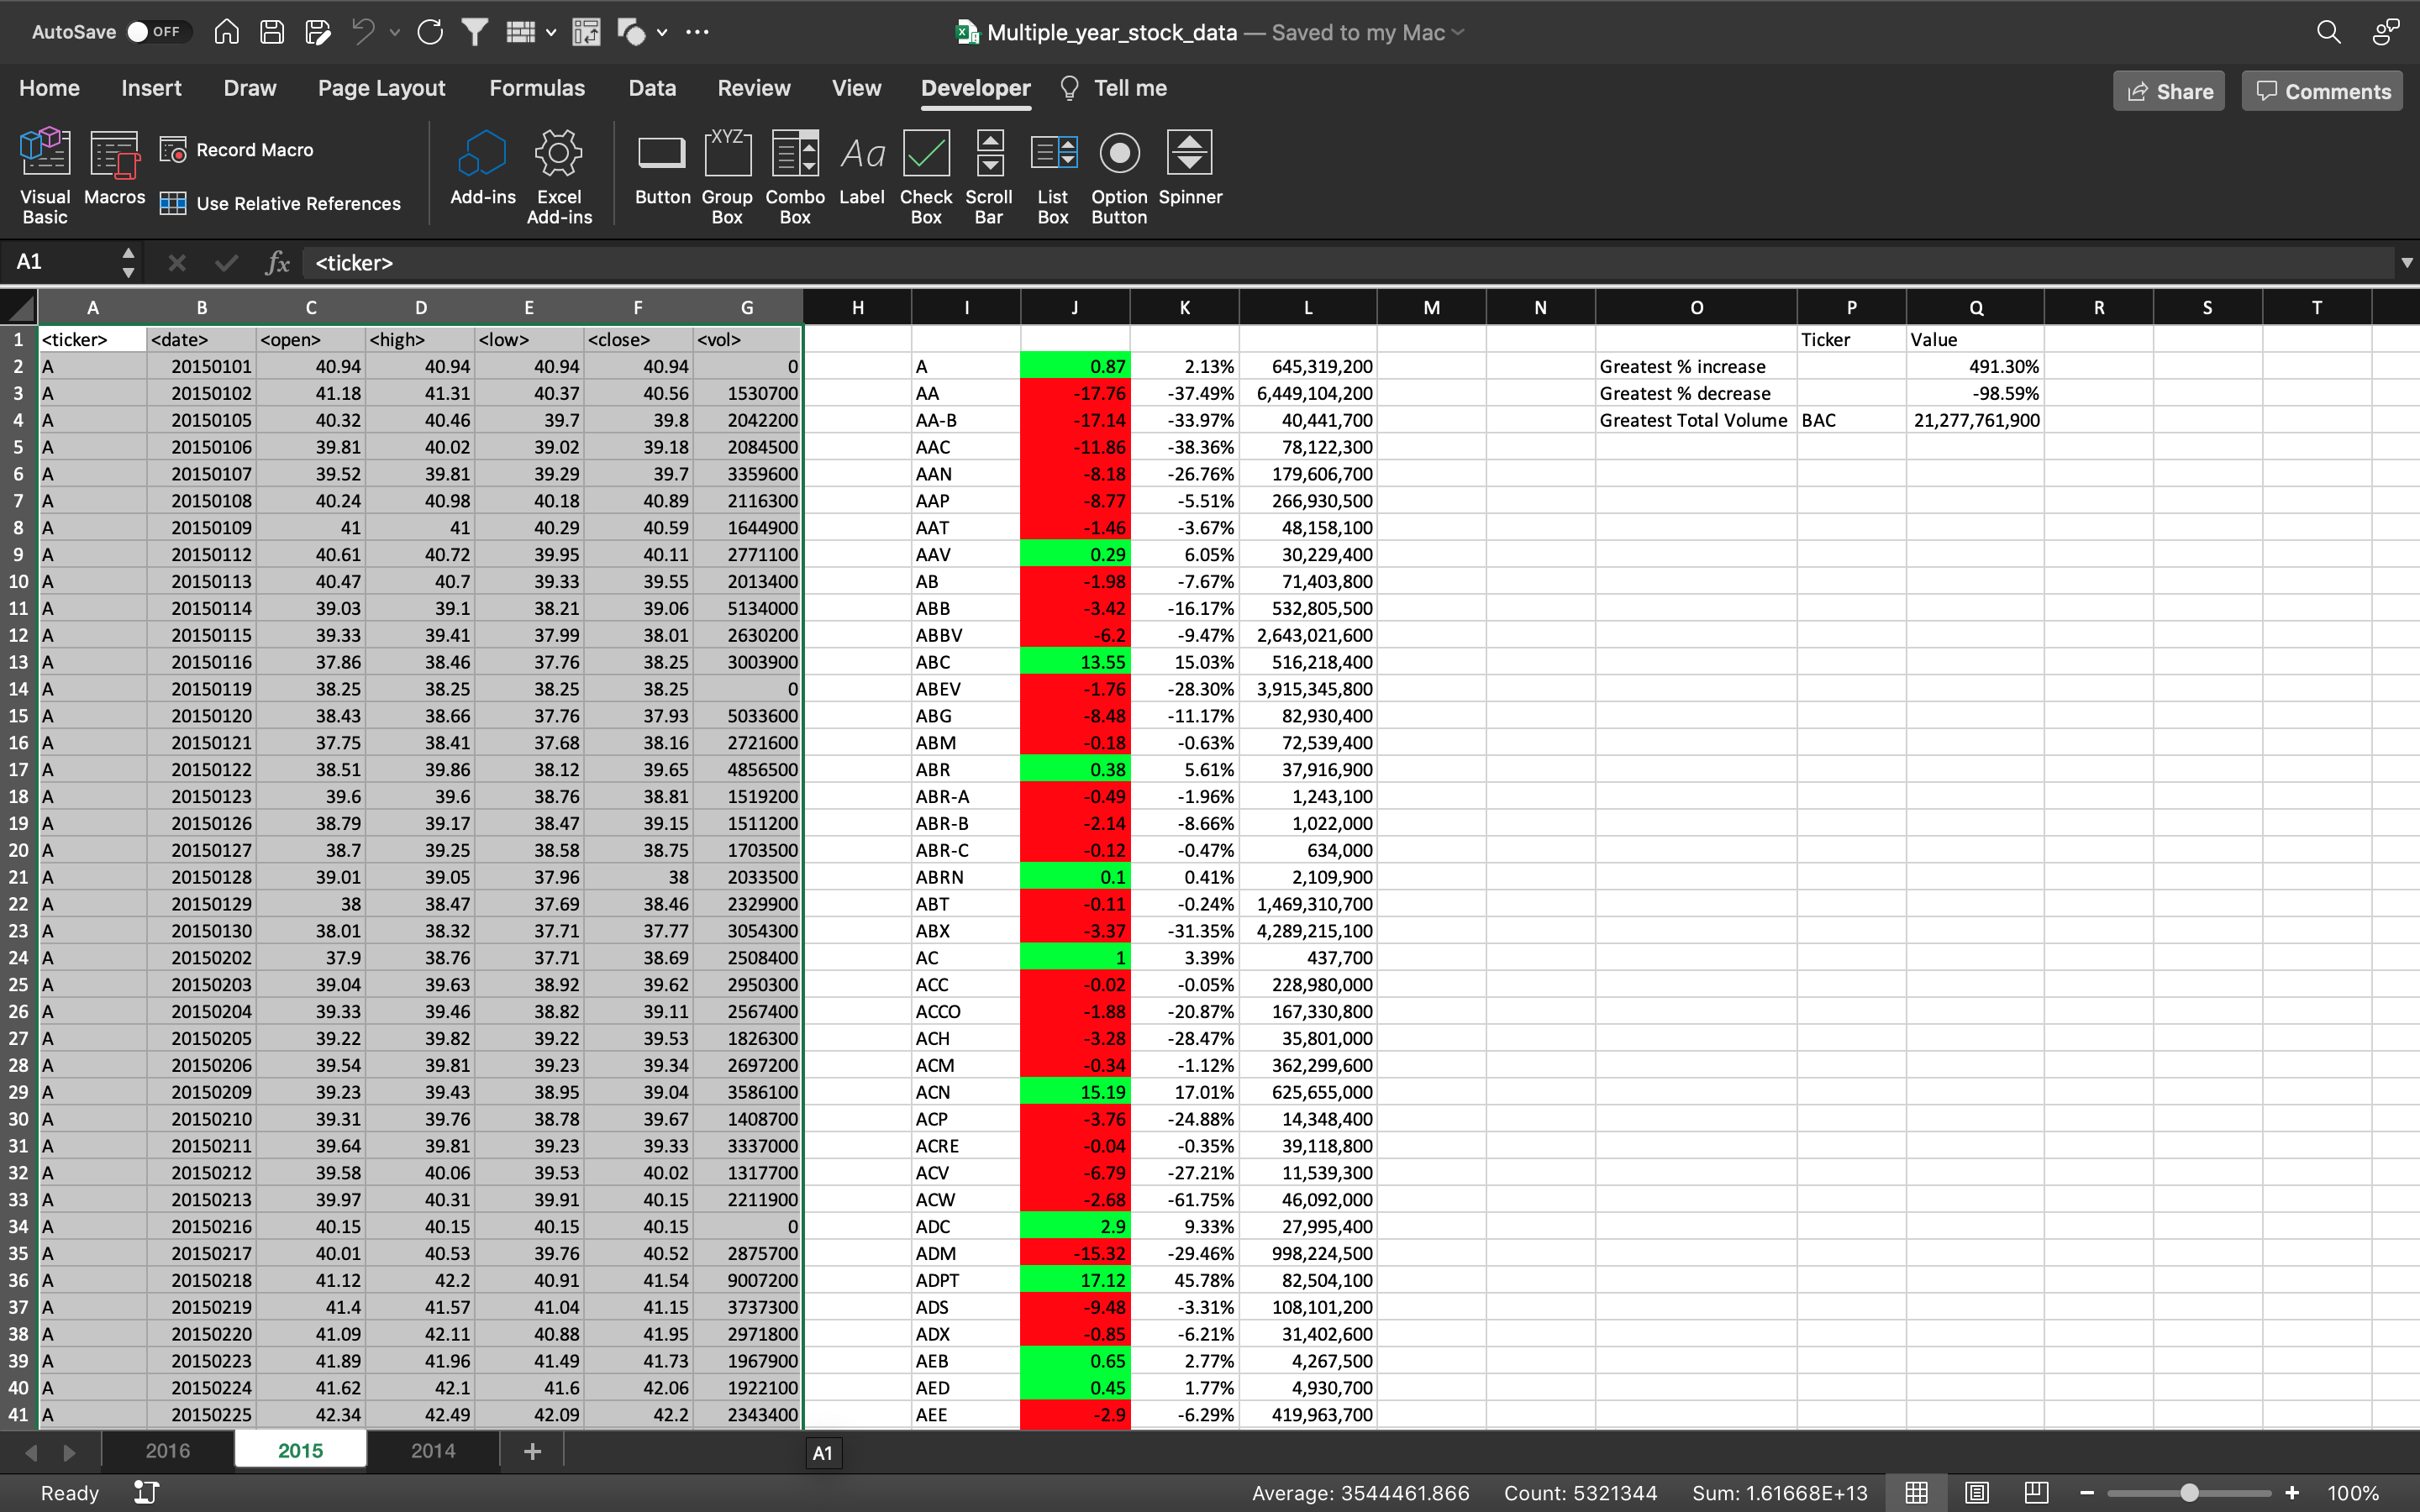 AutoSave OFF Multiple_year_stock_data — Saved to my Mac
Home Insert Draw Page Layout Formulas Data Review View Developer Tell me Share Comments
Visual Basic Macros Record Macro Use Relative References Add-ins Excel Add-ins Button XYZ Group Box Combo Box Aa Label Check Box Scroll Bar List Box Option Button Spinner
A1 fx <ticker>
A B C D E F G H I J K L M N O P Q R S T
1 <ticker> <date> <open> <high> <low> <close> <vol> Ticker Value
2 A 20150101 40.94 40.94 40.94 40.94 0 A 0.87 2.13% 645,319,200 Greatest % increase 491.30%
3 A 20150102 41.18 41.31 40.37 40.56 1530700 AA -17.76 -37.49% 6,449,104,200 Greatest % decrease -98.59%
4 A 20150105 40.32 40.46 39.7 39.8 2042200 AA-B -17.14 -33.97% 40,441,700 Greatest Total Volume BAC 21,277,761,900
5 A 20150106 39.81 40.02 39.02 39.18 2084500 AAC -11.86 -38.36% 78,122,300
6 A 20150107 39.52 39.81 39.29 39.7 3359600 AAN -8.18 -26.76% 179,606,700
7 A 20150108 40.24 40.98 40.18 40.89 2116300 AAP -8.77 -5.51% 266,930,500
8 A 20150109 41 41 40.29 40.59 1644900 AAT -1.46 -3.67% 48,158,100
9 A 20150112 40.61 40.72 39.95 40.11 2771100 AAV 0.29 6.05% 30,229,400
10 A 20150113 40.47 40.7 39.33 39.55 2013400 AB -1.98 -7.67% 71,403,800
11 A 20150114 39.03 39.1 38.21 39.06 5134000 ABB -3.42 -16.17% 532,805,500
12 A 20150115 39.33 39.41 37.99 38.01 2630200 ABBV -6.2 -9.47% 2,643,021,600
13 A 20150116 37.86 38.46 37.76 38.25 3003900 ABC 13.55 15.03% 516,218,400
14 A 20150119 38.25 38.25 38.25 38.25 0 ABEV -1.76 -28.30% 3,915,345,800
15 A 20150120 38.43 38.66 37.76 37.93 5033600 ABG -8.48 -11.17% 82,930,400
16 A 20150121 37.75 38.41 37.68 38.16 2721600 ABM -0.18 -0.63% 72,539,400
17 A 20150122 38.51 39.86 38.12 39.65 4856500 ABR 0.38 5.61% 37,916,900
18 A 20150123 39.6 39.6 38.76 38.81 1519200 ABR-A -0.49 -1.96% 1,243,100
19 A 20150126 38.79 39.17 38.47 39.15 1511200 ABR-B -2.14 -8.66% 1,022,000
20 A 20150127 38.7 39.25 38.58 38.75 1703500 ABR-C -0.12 -0.47% 634,000
21 A 20150128 39.01 39.05 37.96 38 2033500 ABRN 0.1 0.41% 2,109,900
22 A 20150129 38 38.47 37.69 38.46 2329900 ABT -0.11 -0.24% 1,469,310,700
23 A 20150130 38.01 38.32 37.71 37.77 3054300 ABX -3.37 -31.35% 4,289,215,100
24 A 20150202 37.9 38.76 37.71 38.69 2508400 AC 1 3.39% 437,700
25 A 20150203 39.04 39.63 38.92 39.62 2950300 ACC -0.02 -0.05% 228,980,000
26 A 20150204 39.33 39.46 38.82 39.11 2567400 ACCO -1.88 -20.87% 167,330,800
27 A 20150205 39.22 39.82 39.22 39.53 1826300 ACH -3.28 -28.47% 35,801,000
28 A 20150206 39.54 39.81 39.23 39.34 2697200 ACM -0.34 -1.12% 362,299,600
29 A 20150209 39.23 39.43 38.95 39.04 3586100 ACN 15.19 17.01% 625,655,000
30 A 20150210 39.31 39.76 38.78 39.67 1408700 ACP -3.76 -24.88% 14,348,400
31 A 20150211 39.64 39.81 39.23 39.33 3337000 ACRE -0.04 -0.35% 39,118,800
32 A 20150212 39.58 40.06 39.53 40.02 1317700 ACV -6.79 -27.21% 11,539,300
33 A 20150213 39.97 40.31 39.91 40.15 2211900 ACW -2.68 -61.75% 46,092,000
34 A 20150216 40.15 40.15 40.15 40.15 0 ADC 2.9 9.33% 27,995,400
35 A 20150217 40.01 40.53 39.76 40.52 2875700 ADM -15.32 -29.46% 998,224,500
36 A 20150218 41.12 42.2 40.91 41.54 9007200 ADPT 17.12 45.78% 82,504,100
37 A 20150219 41.4 41.57 41.04 41.15 3737300 ADS -9.48 -3.31% 108,101,200
38 A 20150220 41.09 42.11 40.88 41.95 2971800 ADX -0.85 -6.21% 31,402,600
39 A 20150223 41.89 41.96 41.49 41.73 1967900 AEB 0.65 2.77% 4,267,500
40 A 20150224 41.62 42.1 41.6 42.06 1922100 AED 0.45 1.77% 4,930,700
41 A 20150225 42.34 42.49 42.09 42.2 2343400 AEE -2.9 -6.29% 419,963,700
2016 2015 2014 + A1
Ready Average: 3544461.866 Count: 5321344 Sum: 1.61668E+13 100%